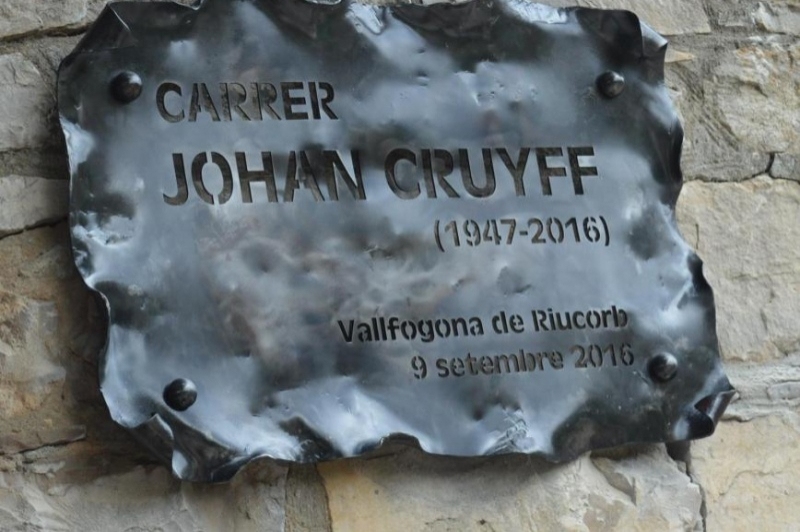 CARRER
JOHAN CRUYFF
(1947-2016)
Vallfogona de Riucorb
9 setembre 2016